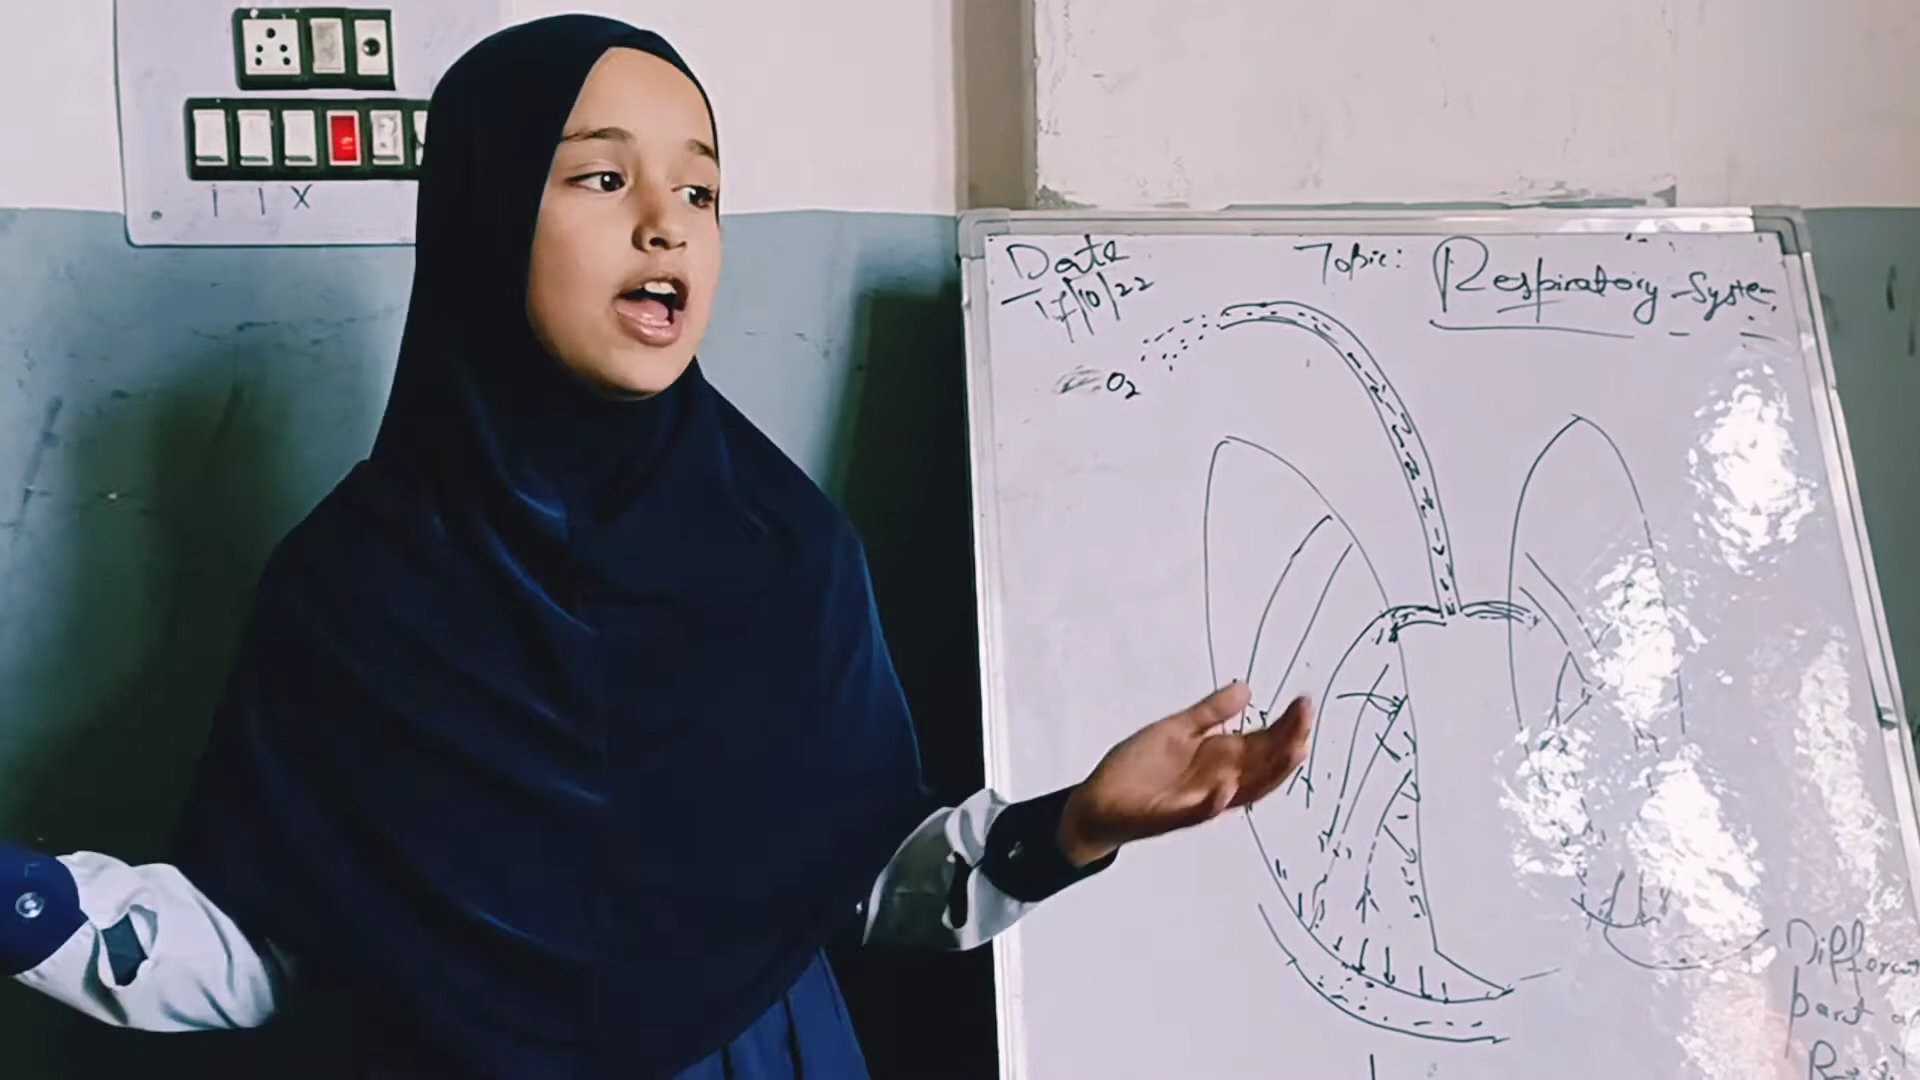 Date
17/10/22
Topic: Respiratory System
O2
Different
part of